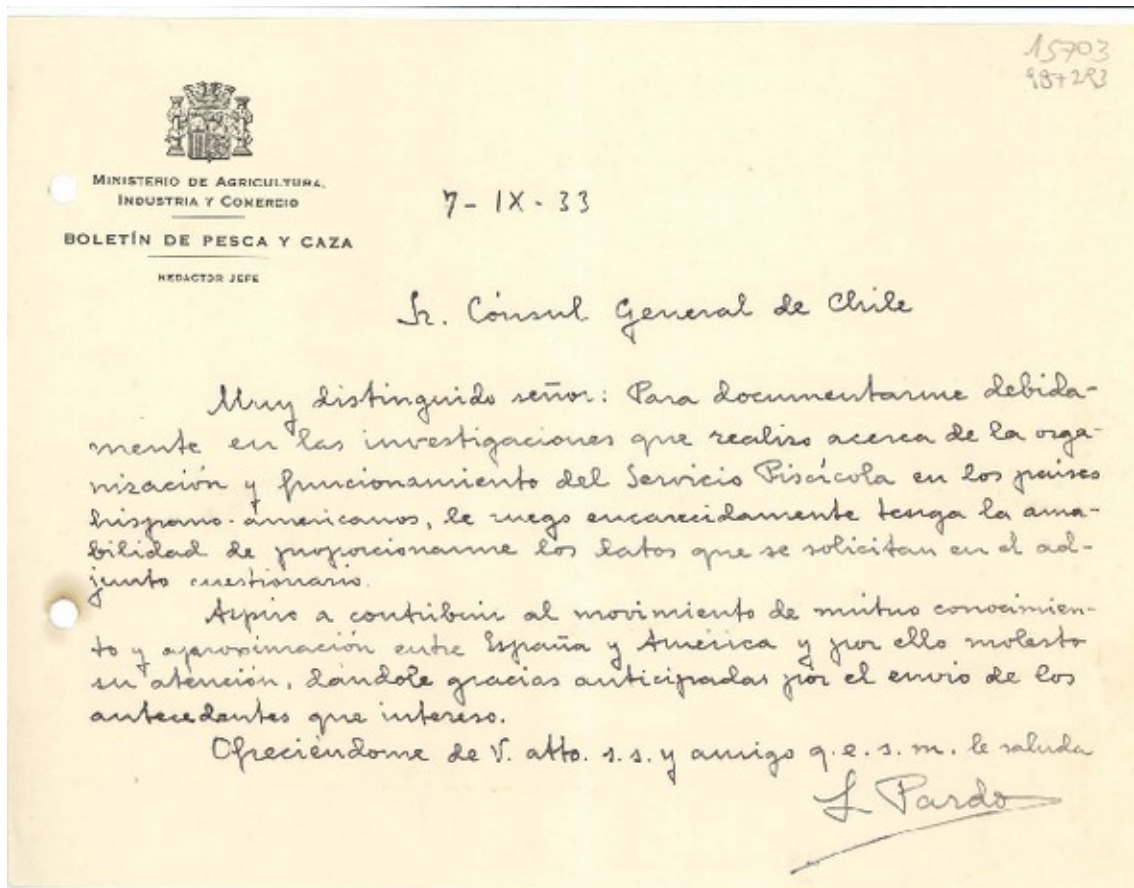 15703
98+293
MINISTERIO DE AGRICULTURA,
INDUSTRIA Y COMERCIO
7-IX-33
BOLETÍN DE PESCA Y CAZA
REDACTOR JEFE
Sr. Cónsul General de Chile
Muy distinguido señor: Para documentarme debida-
mente en las investigaciones que realizo acerca de la orga-
nización y funcionamiento del Servicio Piscícola en los países
hispano-americanos, le ruego encarecidamente tenga la ama-
bilidad de proporcionarme los datos que se solicitan en el ad-
junto cuestionario.
Aspiro a contribuir al movimiento de mútuo conocimien-
to y aproximación entre España y América y por ello molesto
su atención, dándole gracias anticipadas por el envío de los
antecedentes que intereso.
Ofreciéndome de V. atto. s.s. y amigo q.e.s.m. le saluda
L Pardo